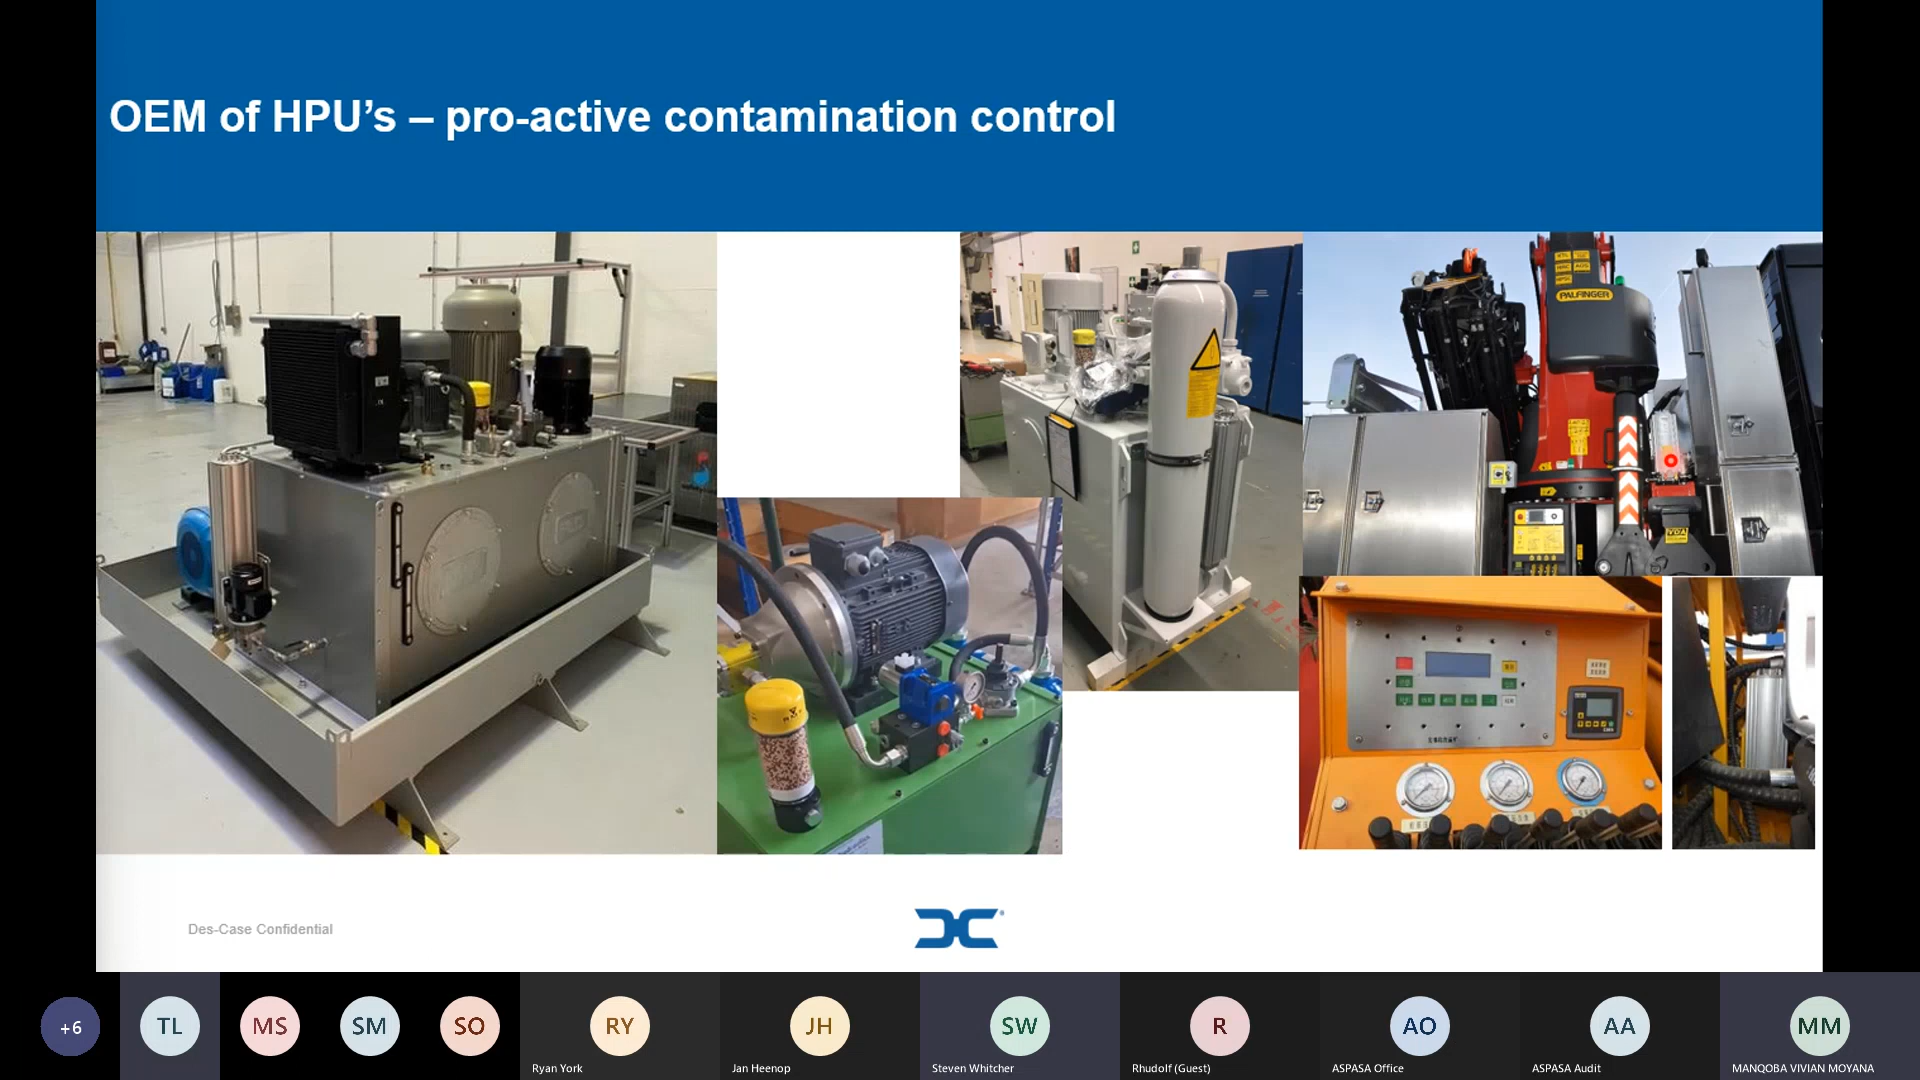 OEM of HPU’s – pro-active contamination control
PALFINGER
Des-Case Confidential
+6
TL
MS
SM
SO
RY
JH
SW
R
AO
AA
MM
Ryan York
Jan Heenop
Steven Whitcher
Rhudolf (Guest)
ASPASA Office
ASPASA Audit
MANQOBA VIVIAN MOYANA